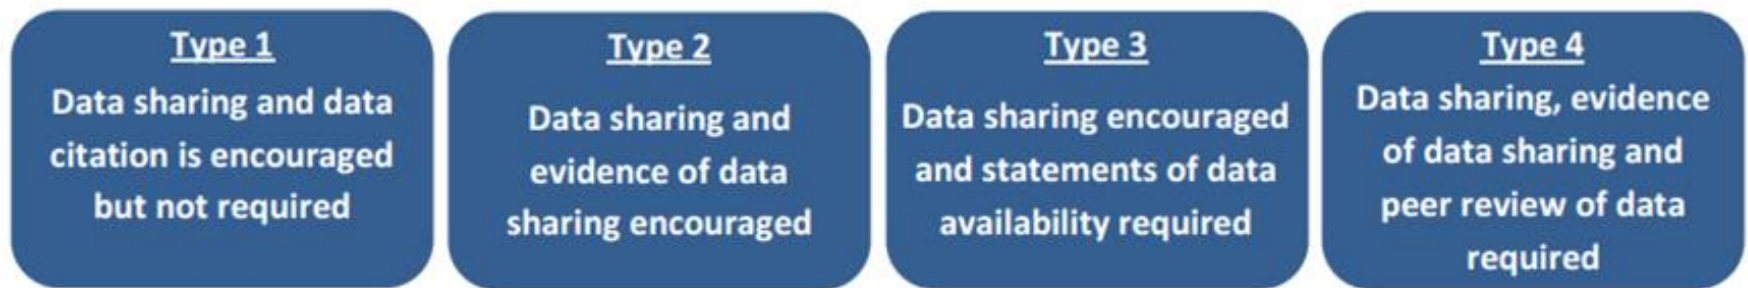 Type 1
Data sharing and data
citation is encouraged
but not required
Type 2
Data sharing and
evidence of data
sharing encouraged
Type 3
Data sharing encouraged
and statements of data
availability required
Type 4
Data sharing, evidence
of data sharing and
peer review of data
required